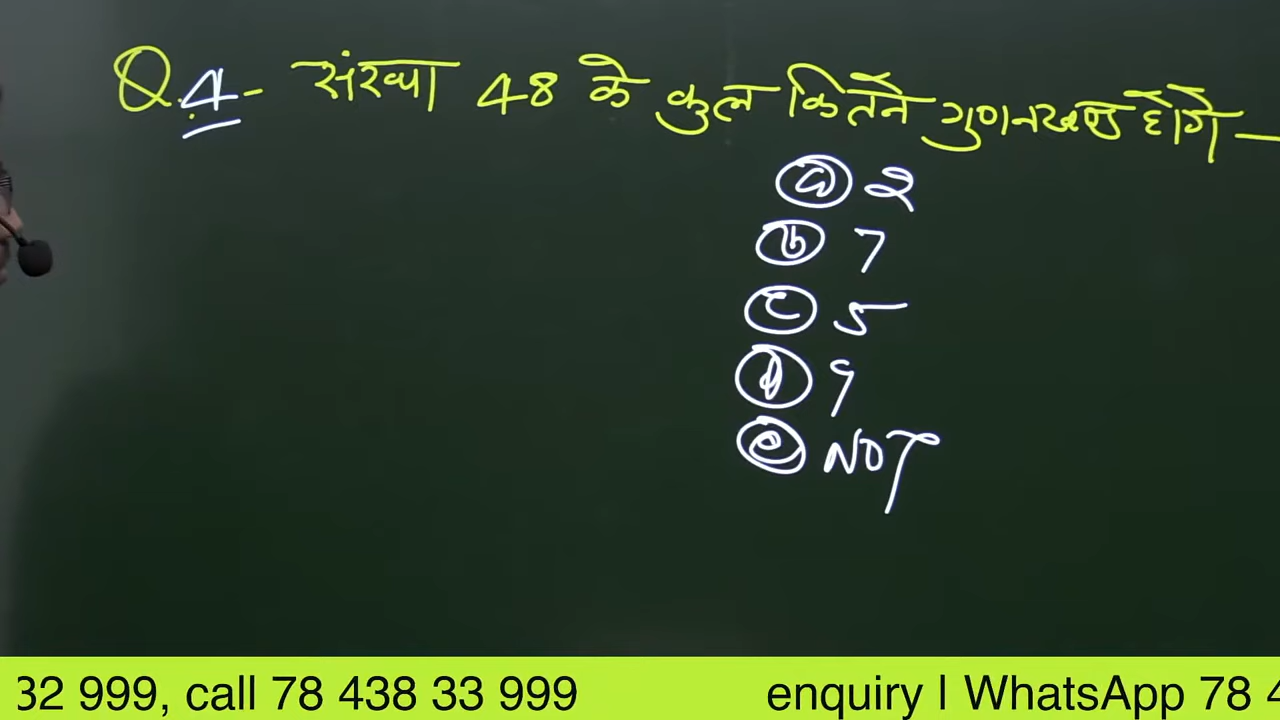 Q.4- संख्या 48 के कुल कितने गुणनखण्ड होंगे —
(a) 2
(b) 7
(c) 5
(d) 9
(e) NOT
32 999, call 78 438 33 999 enquiry I WhatsApp 78 4